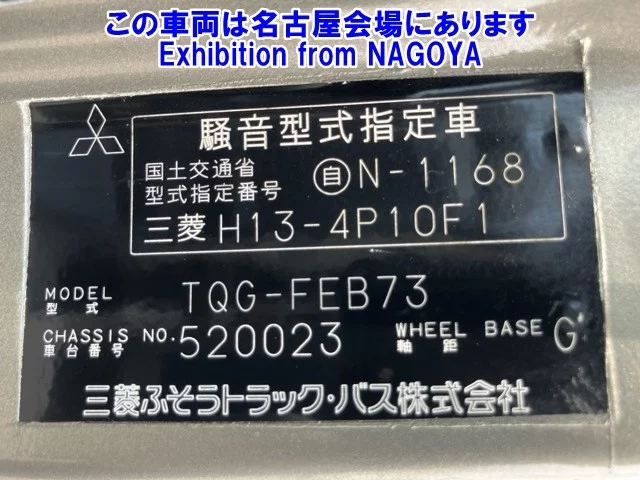 この車両は名古屋会場にあります
Exhibition from NAGOYA
騒音型式指定車
国土交通省
型式指定番号 自N-1168
三菱 H13-4P10F1
MODEL
型式 TQG-FEB73
CHASSIS NO.
車台番号 520023 WHEEL BASE
軸距 G
三菱ふそうトラック・バス株式会社